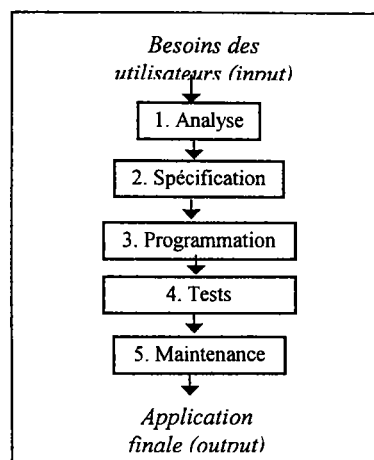 Besoins des
utilisateurs (input)
1. Analyse
2. Spécification
3. Programmation
4. Tests
5. Maintenance
Application
finale (output)